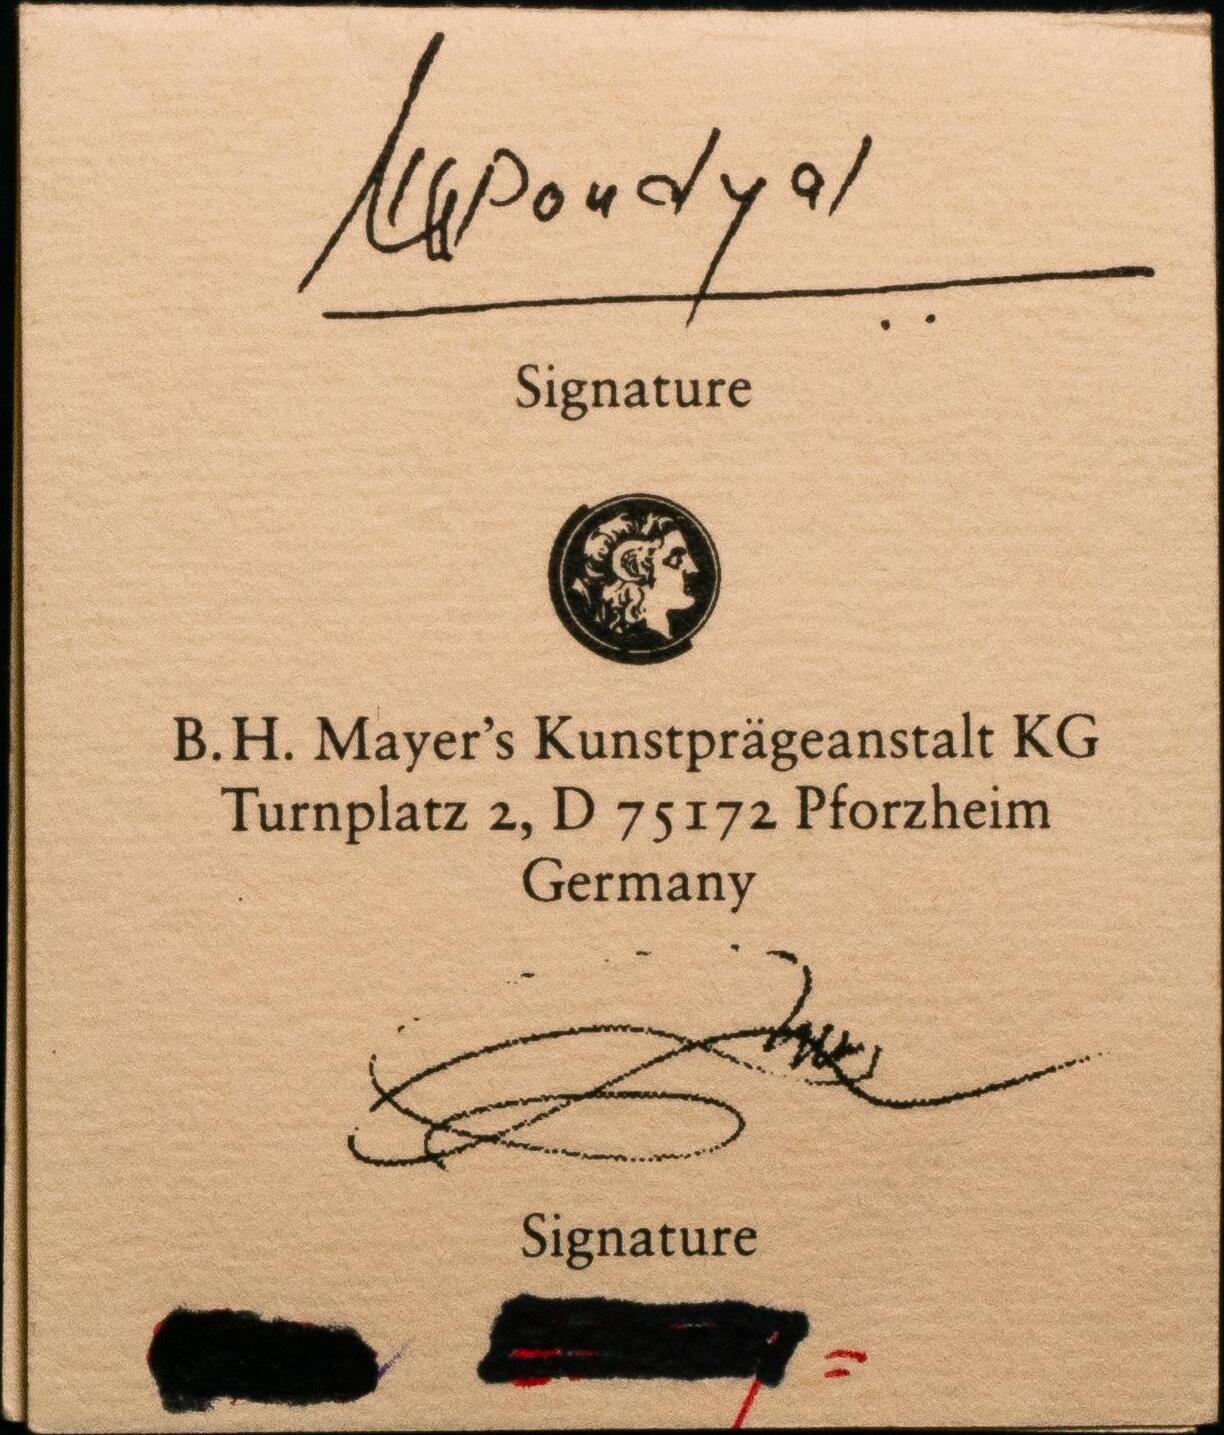 Poudyal
Signature
B.H. Mayer's Kunstprägeanstalt KG
Turnplatz 2, D 75172 Pforzheim
Germany
Signature